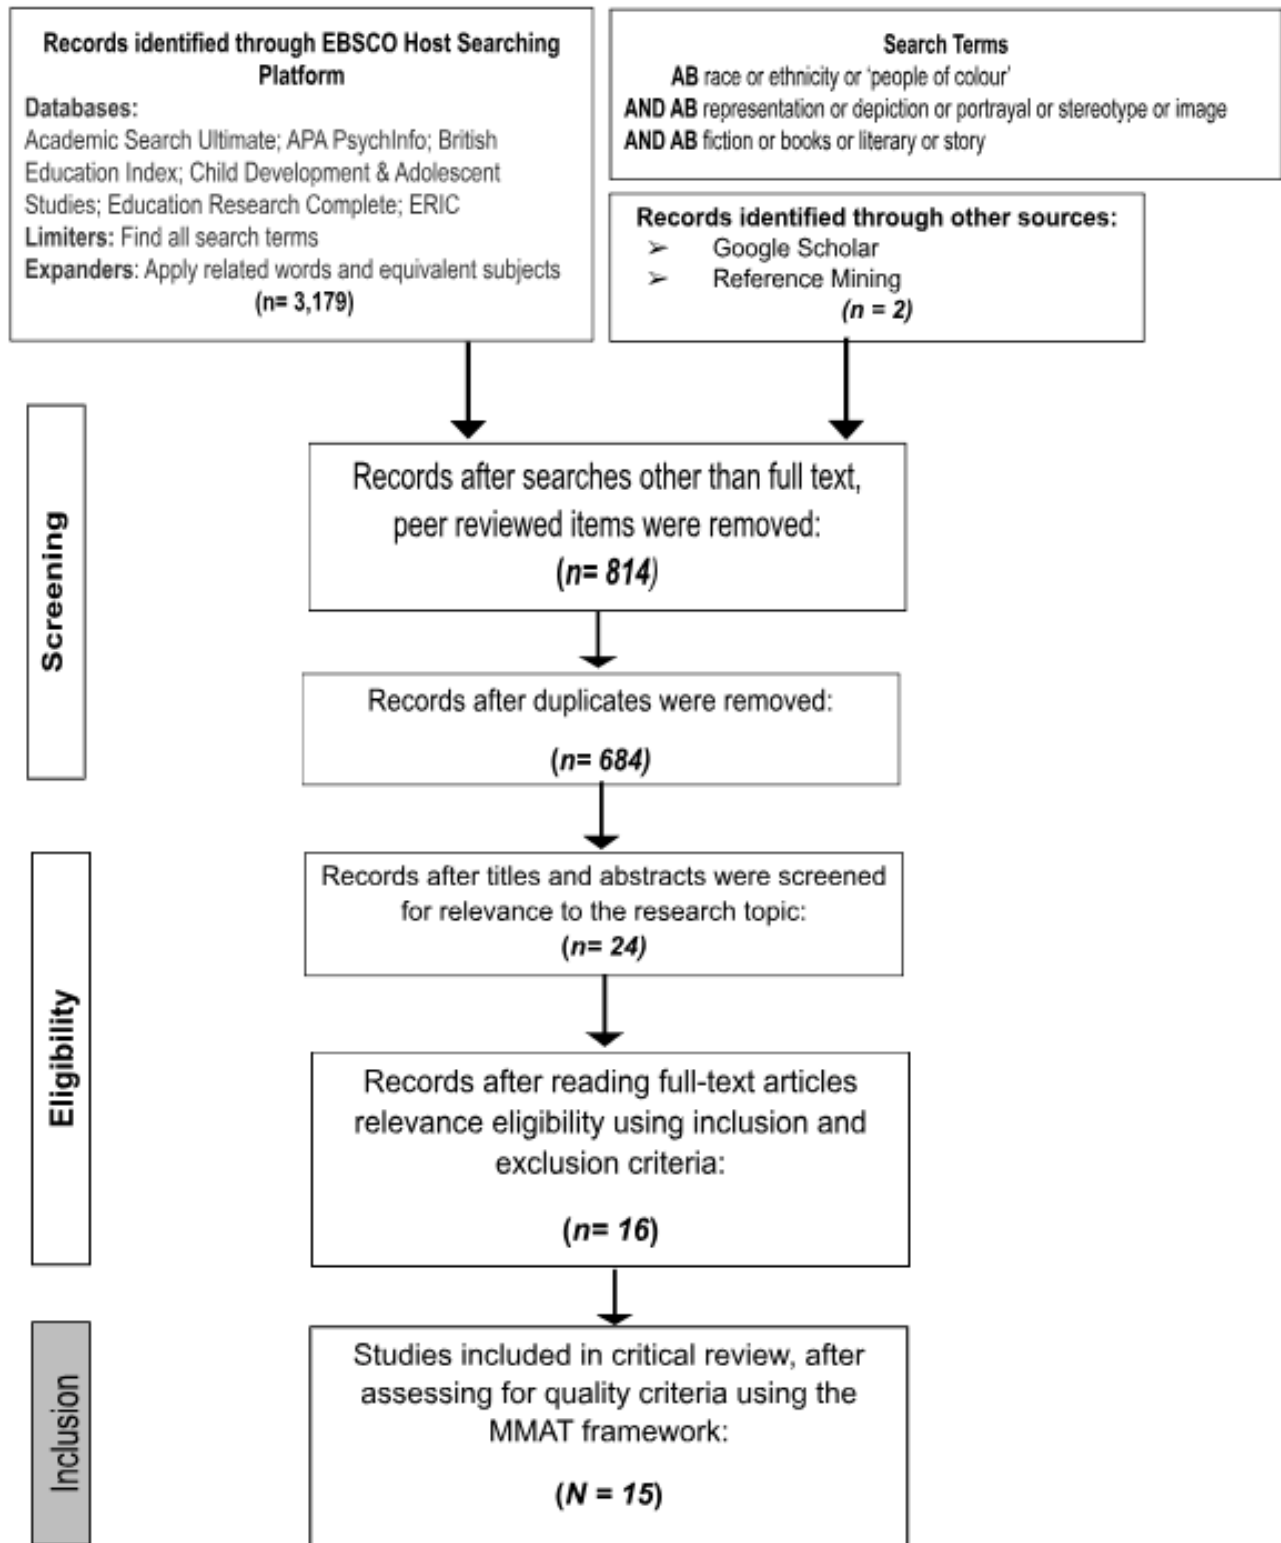 Records identified through EBSCO Host Searching
Platform
Databases:
Academic Search Ultimate; APA PsychInfo; British
Education Index; Child Development & Adolescent
Studies; Education Research Complete; ERIC
Limiters: Find all search terms
Expanders: Apply related words and equivalent subjects
(n= 3,179)
Search Terms
AB race or ethnicity or ‘people of colour’
AND AB representation or depiction or portrayal or stereotype or image
AND AB fiction or books or literary or story
Records identified through other sources:
➢ Google Scholar
➢ Reference Mining
(n = 2)
Screening
Records after searches other than full text,
peer reviewed items were removed:
(n= 814)
Records after duplicates were removed:
(n= 684)
Eligibility
Records after titles and abstracts were screened
for relevance to the research topic:
(n= 24)
Records after reading full-text articles
relevance eligibility using inclusion and
exclusion criteria:
(n= 16)
Inclusion
Studies included in critical review, after
assessing for quality criteria using the
MMAT framework:
(N = 15)